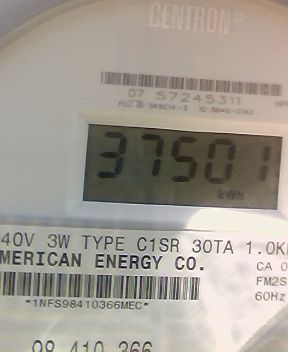 CENTRON®
07 57245311
37501
kWh
40V 3W TYPE C1SR 30TA 1.0K
MERICAN ENERGY CO.
CA 0
FM2S
60Hz
*1NFS98410366MEC*
98 410 366